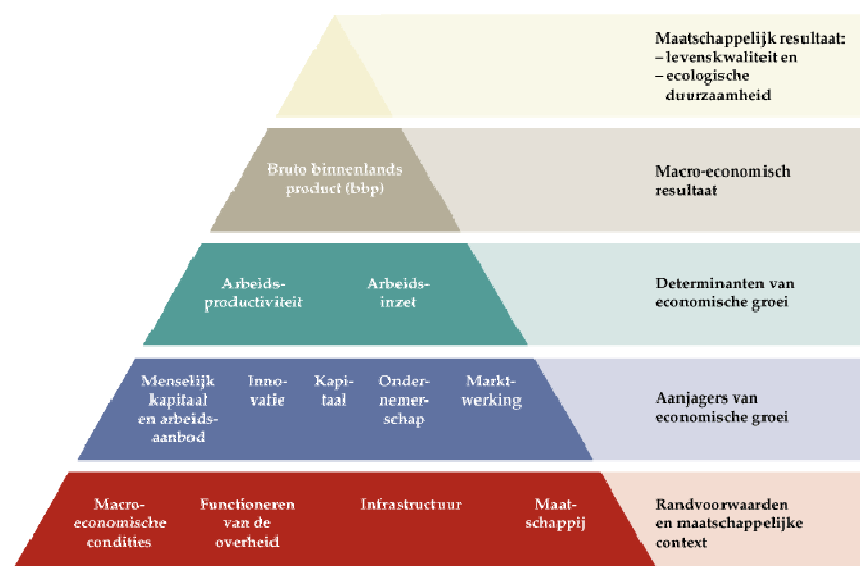 Maatschappelijk resultaat:
– levenskwaliteit en
– ecologische
duurzaamheid
Bruto binnenlands
product (bbp)
Macro-economisch
resultaat
Arbeids-
productiviteit
Arbeids-
inzet
Determinanten van
economische groei
Menselijk
kapitaal
en arbeids-
aanbod
Inno-
vatie
Kapi-
taal
Onder-
nemer-
schap
Markt-
werking
Aanjagers van
economische groei
Macro-
economische
condities
Functioneren
van de
overheid
Infrastructuur
Maat-
schappij
Randvoorwaarden
en maatschappelijke
context